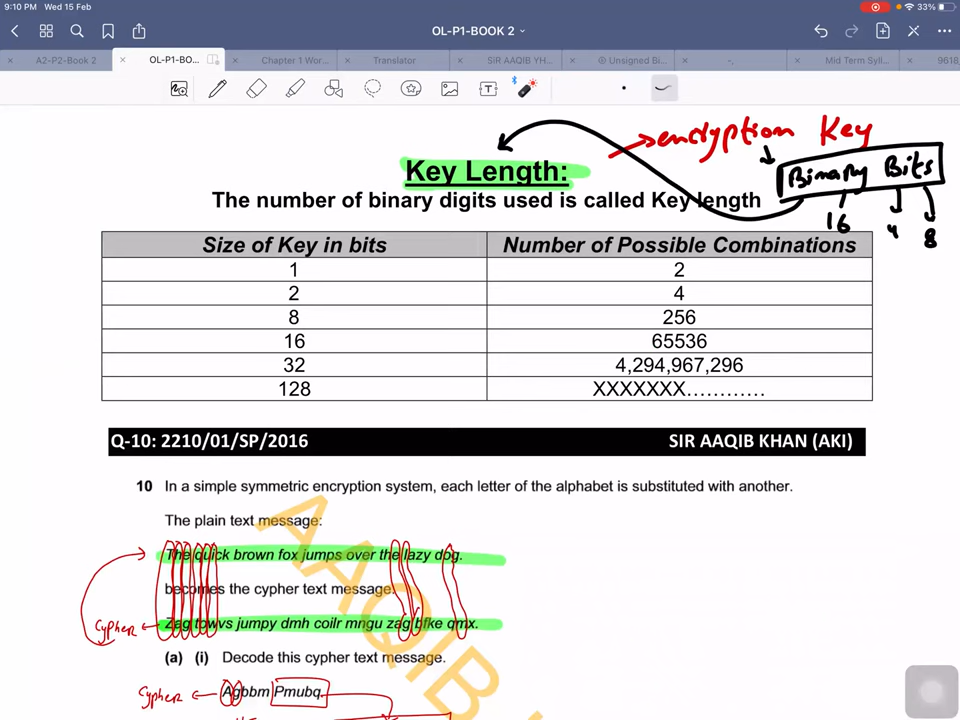 9:10 PM Wed 15 Feb
33%
OL-P1-BOOK 2
A2-P2-Book 2
OL-P1-BO...
Chapter 1 Wor...
Translator
SIR AAQIB YH...
Unsigned Bi...
Mid Term Syll...
9618
encryption Key
Key Length:
Binary Bits
The number of binary digits used is called Key length
16 4 8
Size of Key in bits Number of Possible Combinations
1 2
2 4
8 256
16 65536
32 4,294,967,296
128 XXXXXXX............
Q-10: 2210/01/SP/2016 SIR AAQIB KHAN (AKI)
10 In a simple symmetric encryption system, each letter of the alphabet is substituted with another.
The plain text message:
The quick brown fox jumps over the lazy dog.
becomes the cypher text message.
Cypher Zag towvs jumpy dmh coilr mngu zag bfke qmx.
(a) (i) Decode this cypher text message.
Cypher Agbbm Pmubq.
AAQIB